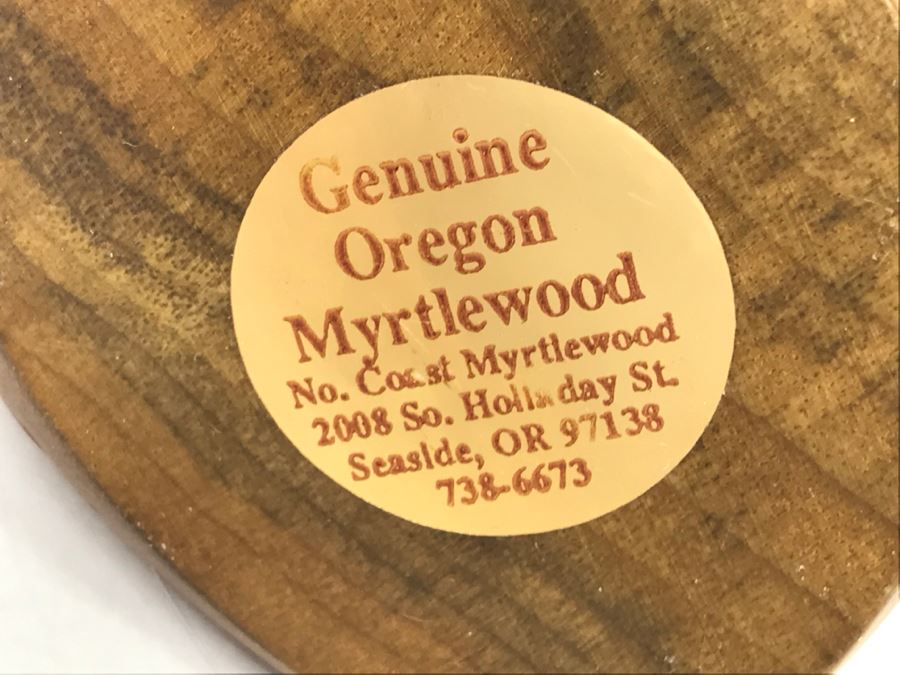 Genuine
Oregon
Myrtlewood
No. Coast Myrtlewood
2008 So. Holladay St.
Seaside, OR 97138
738-6673